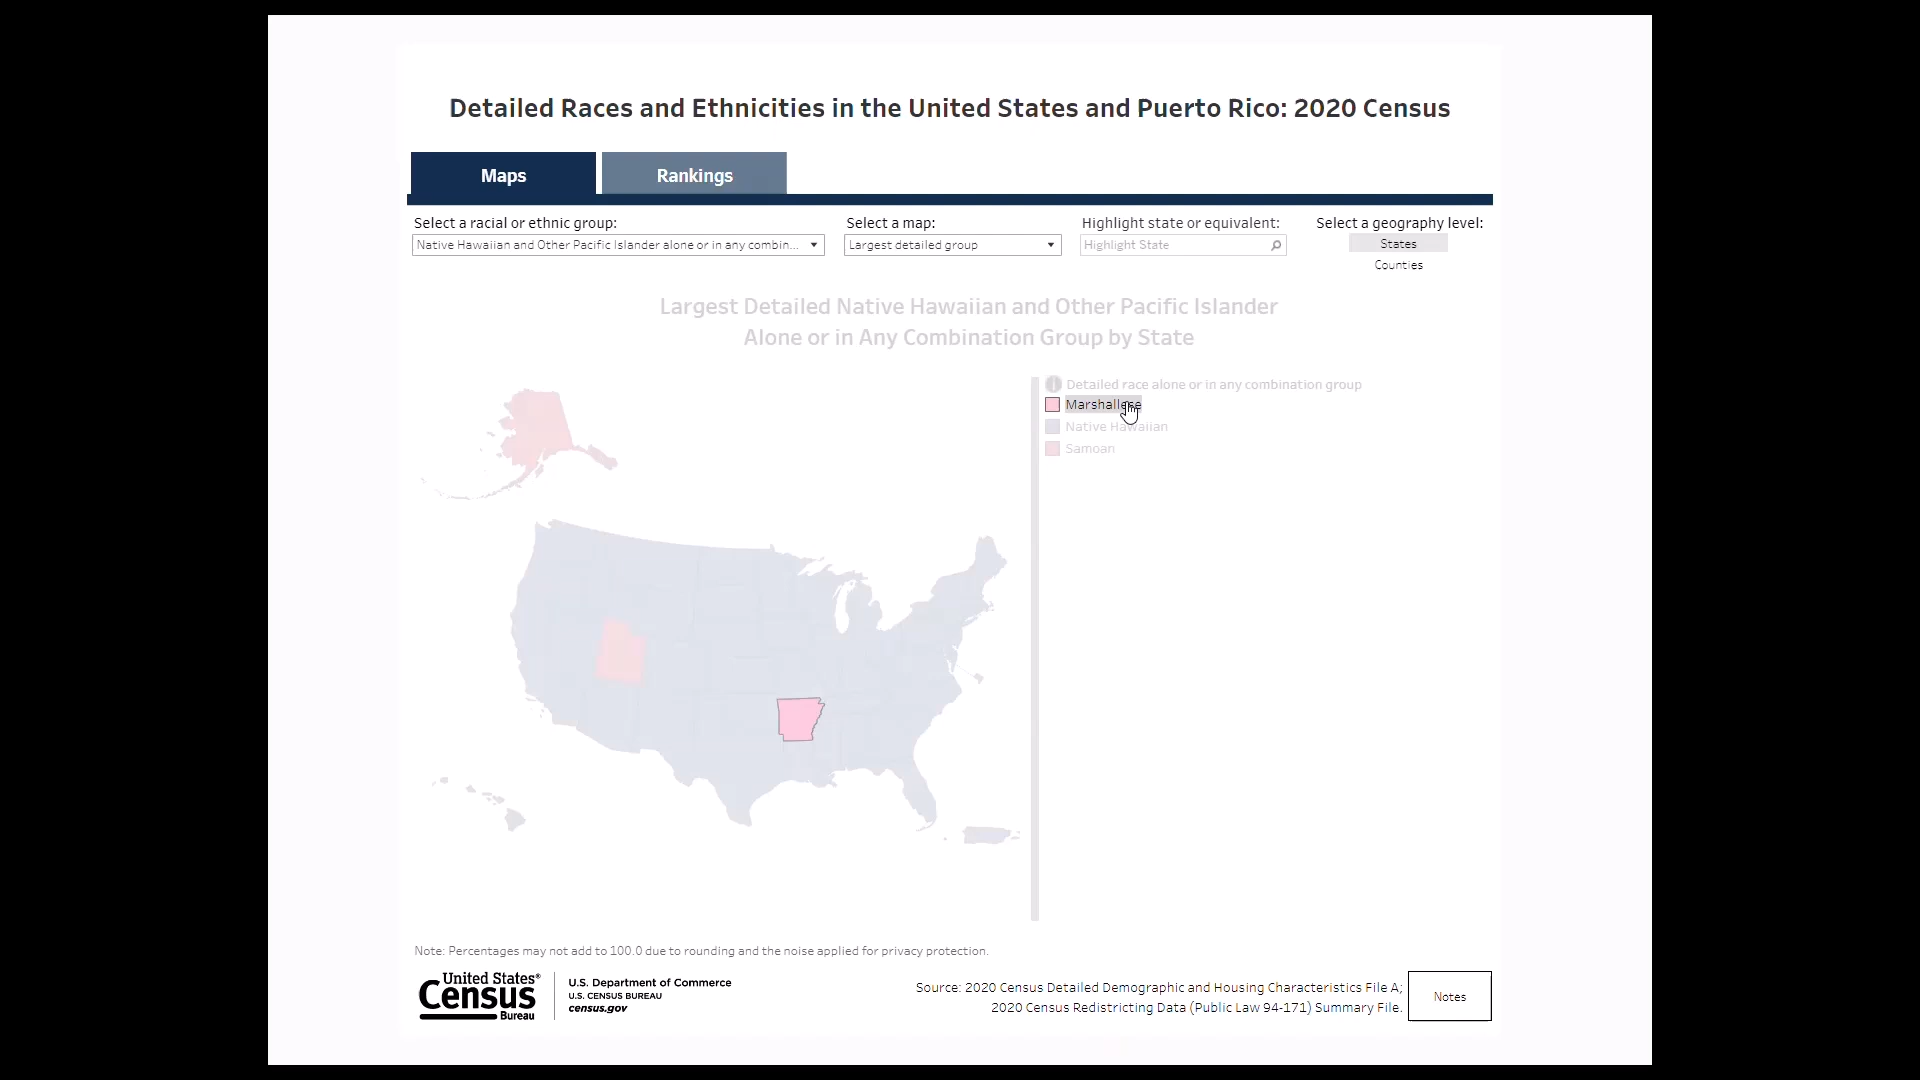 Detailed Races and Ethnicities in the United States and Puerto Rico: 2020 Census
Maps
Rankings
Select a racial or ethnic group:
Select a map:
Highlight state or equivalent:
Select a geography level:
Native Hawaiian and Other Pacific Islander alone or in any combin...
Largest detailed group
Highlight State
States
Counties
Largest Detailed Native Hawaiian and Other Pacific Islander
Alone or in Any Combination Group by State
Detailed race alone or in any combination group
Marshallese
Native Hawaiian
Samoan
Note: Percentages may not add to 100.0 due to rounding and the noise applied for privacy protection.
United States®
Census
Bureau
U.S. Department of Commerce
U.S. CENSUS BUREAU
census.gov
Source: 2020 Census Detailed Demographic and Housing Characteristics File A;
2020 Census Redistricting Data (Public Law 94-171) Summary File.
Notes